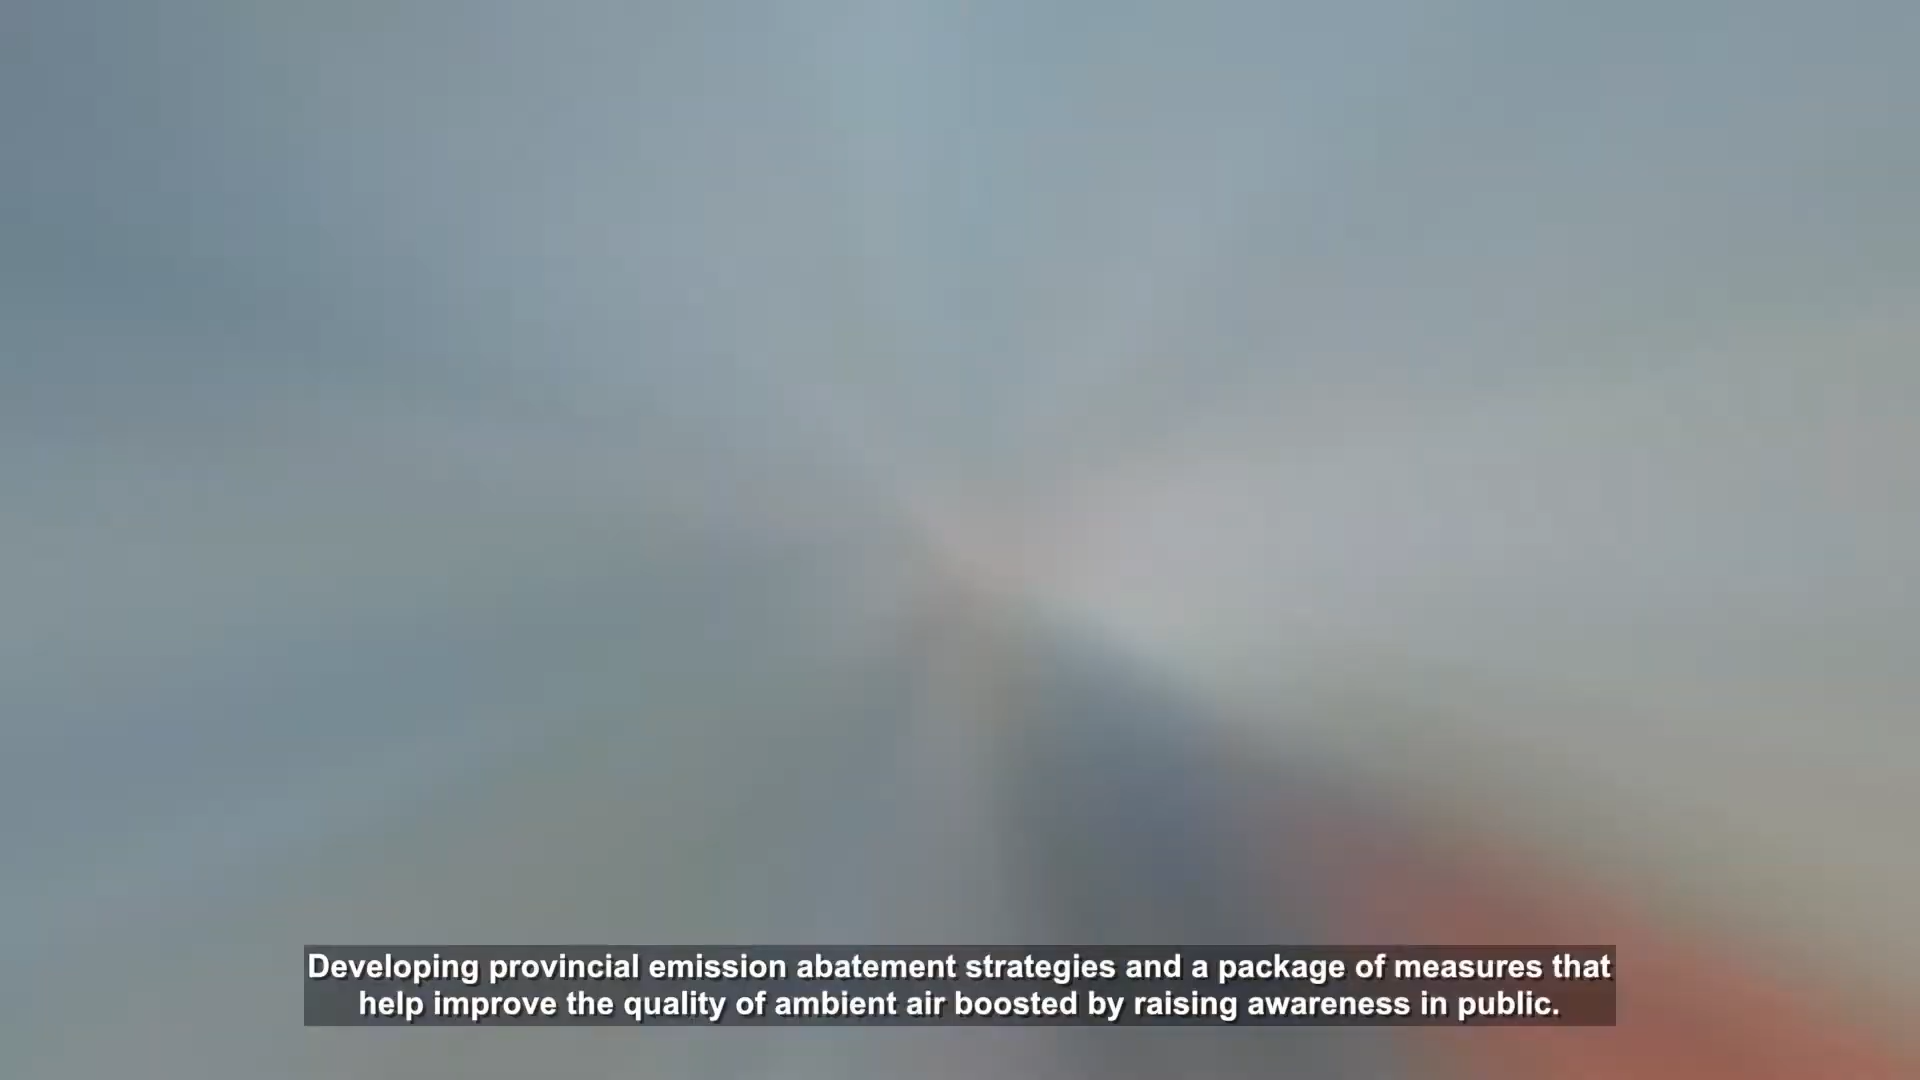 Developing provincial emission abatement strategies and a package of measures that
help improve the quality of ambient air boosted by raising awareness in public.